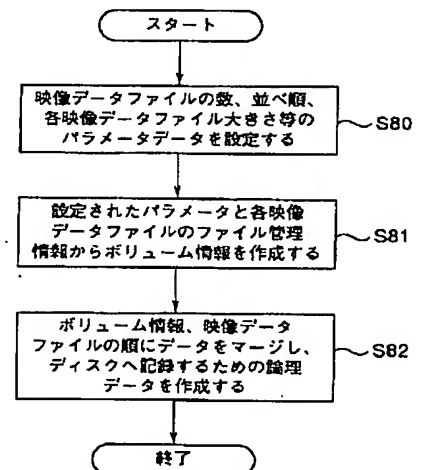 スタート
映像データファイルの数、並べ順、
各映像データファイル大きさ等の
パラメータデータを設定する
S80
設定されたパラメータと各映像
データファイルのファイル管理
情報からボリューム情報を作成する
S81
ボリューム情報、映像データ
ファイルの順にデータをマージし、
ディスクへ記録するための論理
データを作成する
S82
終了